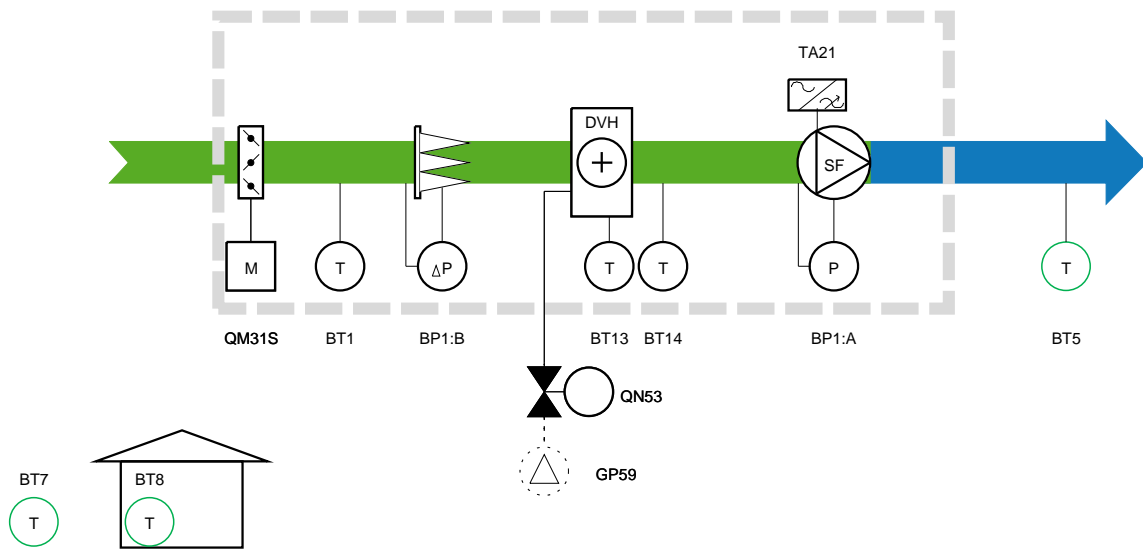 TA21
DVH
SF
M
T
ΔP
T
T
P
T
QM31S
BT1
BP1:B
BT13
BT14
BP1:A
BT5
QN53
GP59
BT7
BT8
T
T